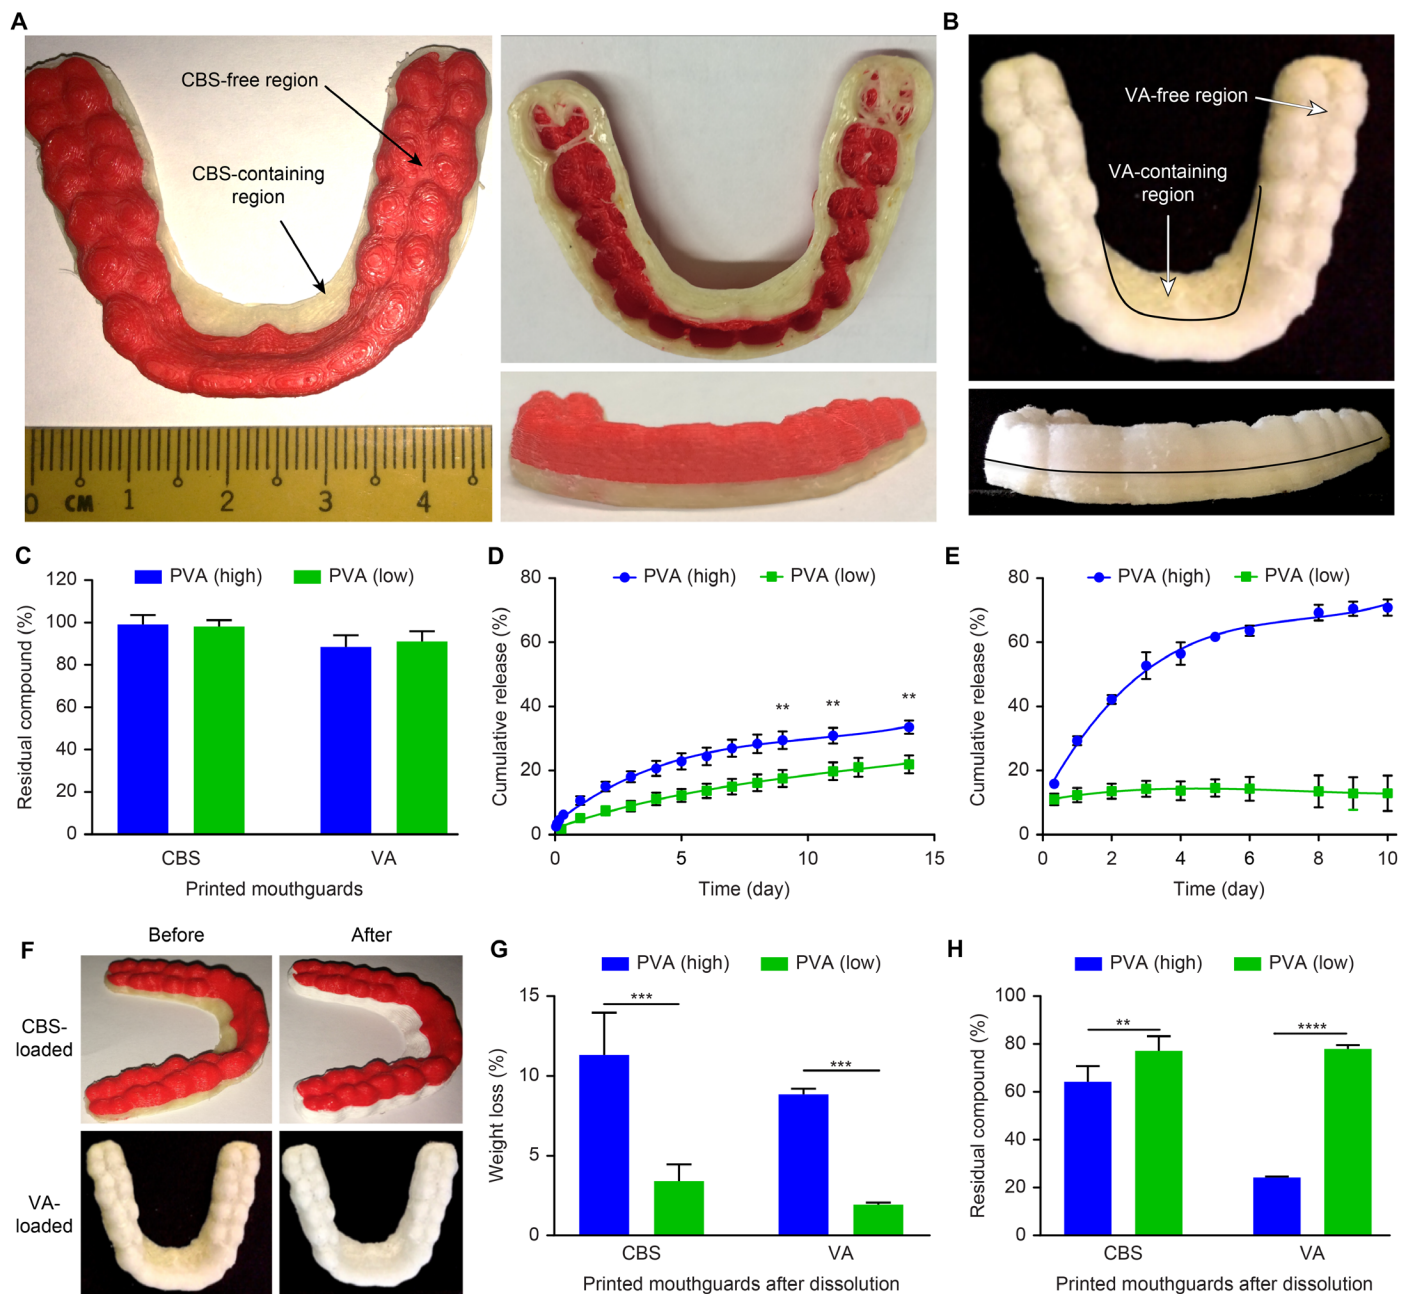 A
B
CBS-free region
CBS-containing
region
VA-free region
VA-containing
region
0 CM 1 2 3 4
C
PVA (high) PVA (low)
Residual compound (%)
120
100
80
60
40
20
0
CBS VA
Printed mouthguards
D
PVA (high) PVA (low)
Cumulative release (%)
80
60
40
20
0
** ** **
0 5 10 15
Time (day)
E
PVA (high) PVA (low)
Cumulative release (%)
80
60
40
20
0
0 2 4 6 8 10
Time (day)
F
Before After
CBS-
loaded
VA-
loaded
G
PVA (high) PVA (low)
Weight loss (%)
15
10
5
0
***
***
CBS VA
Printed mouthguards after dissolution
H
PVA (high) PVA (low)
Residual compound (%)
100
80
60
40
20
0
**
****
CBS VA
Printed mouthguards after dissolution